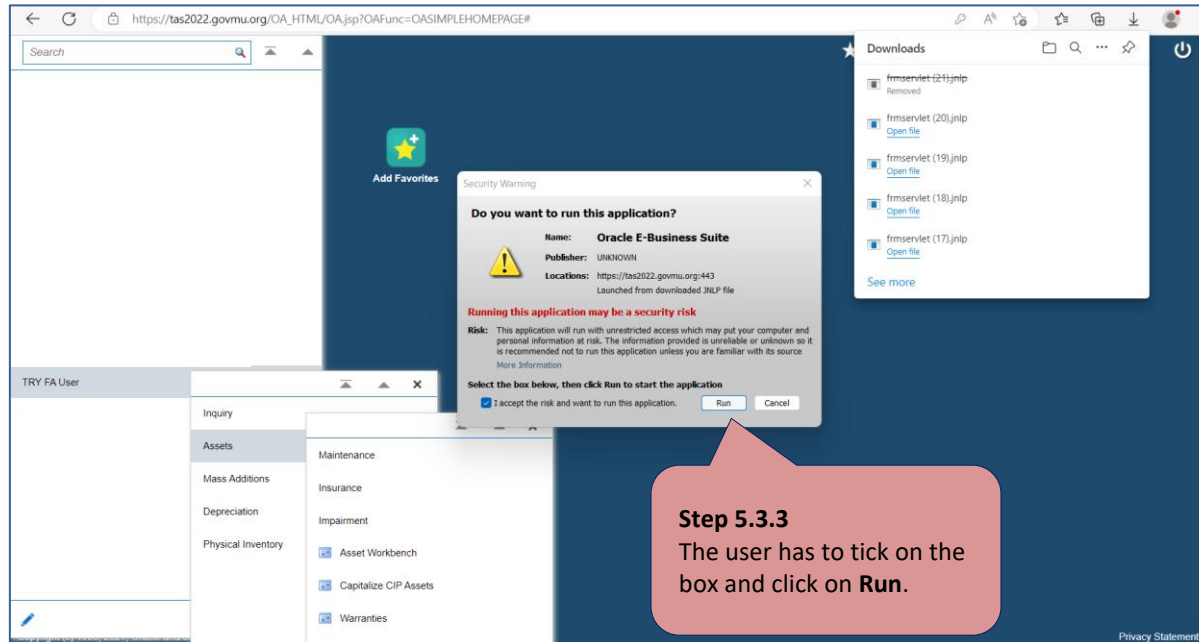 https://tas2022.govmu.org/OA_HTML/OA.jsp?OAFunc=OASIMPLEHOMEPAGE#
Search
Downloads
frmservlet (21).jnlp
Removed
frmservlet (20).jnlp
Open file
frmservlet (19).jnlp
Open file
frmservlet (18).jnlp
Open file
frmservlet (17).jnlp
Open file
See more
Add Favorites
Security Warning
Do you want to run this application?
Name: Oracle E-Business Suite
Publisher: UNKNOWN
Locations: https://tas2022.govmu.org:443
Launched from downloaded JNLP file
Running this application may be a security risk
Risk: This application will run with unrestricted access which may put your computer and
personal information at risk. The information provided is unreliable or unknown so it
is recommended not to run this application unless you are familiar with its source
More Information
Select the box below, then click Run to start the application
I accept the risk and want to run this application. Run Cancel
TRY FA User
Inquiry
Assets
Mass Additions
Depreciation
Physical Inventory
Maintenance
Insurance
Impairment
Asset Workbench
Capitalize CIP Assets
Warranties
Step 5.3.3
The user has to tick on the
box and click on Run.
Privacy Statement